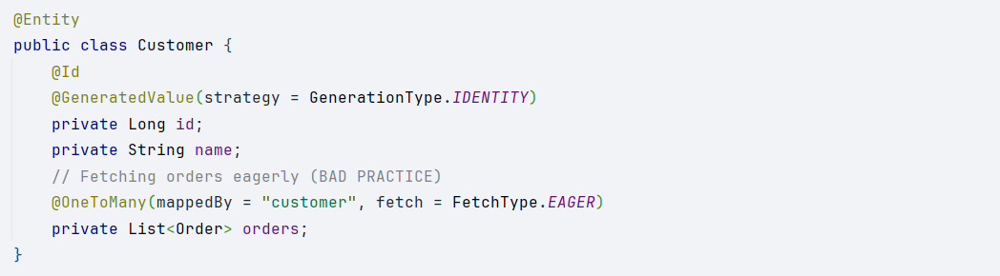 @Entity
public class Customer {
    @Id
    @GeneratedValue(strategy = GenerationType.IDENTITY)
    private Long id;
    private String name;
    // Fetching orders eagerly (BAD PRACTICE)
    @OneToMany(mappedBy = "customer", fetch = FetchType.EAGER)
    private List<Order> orders;
}